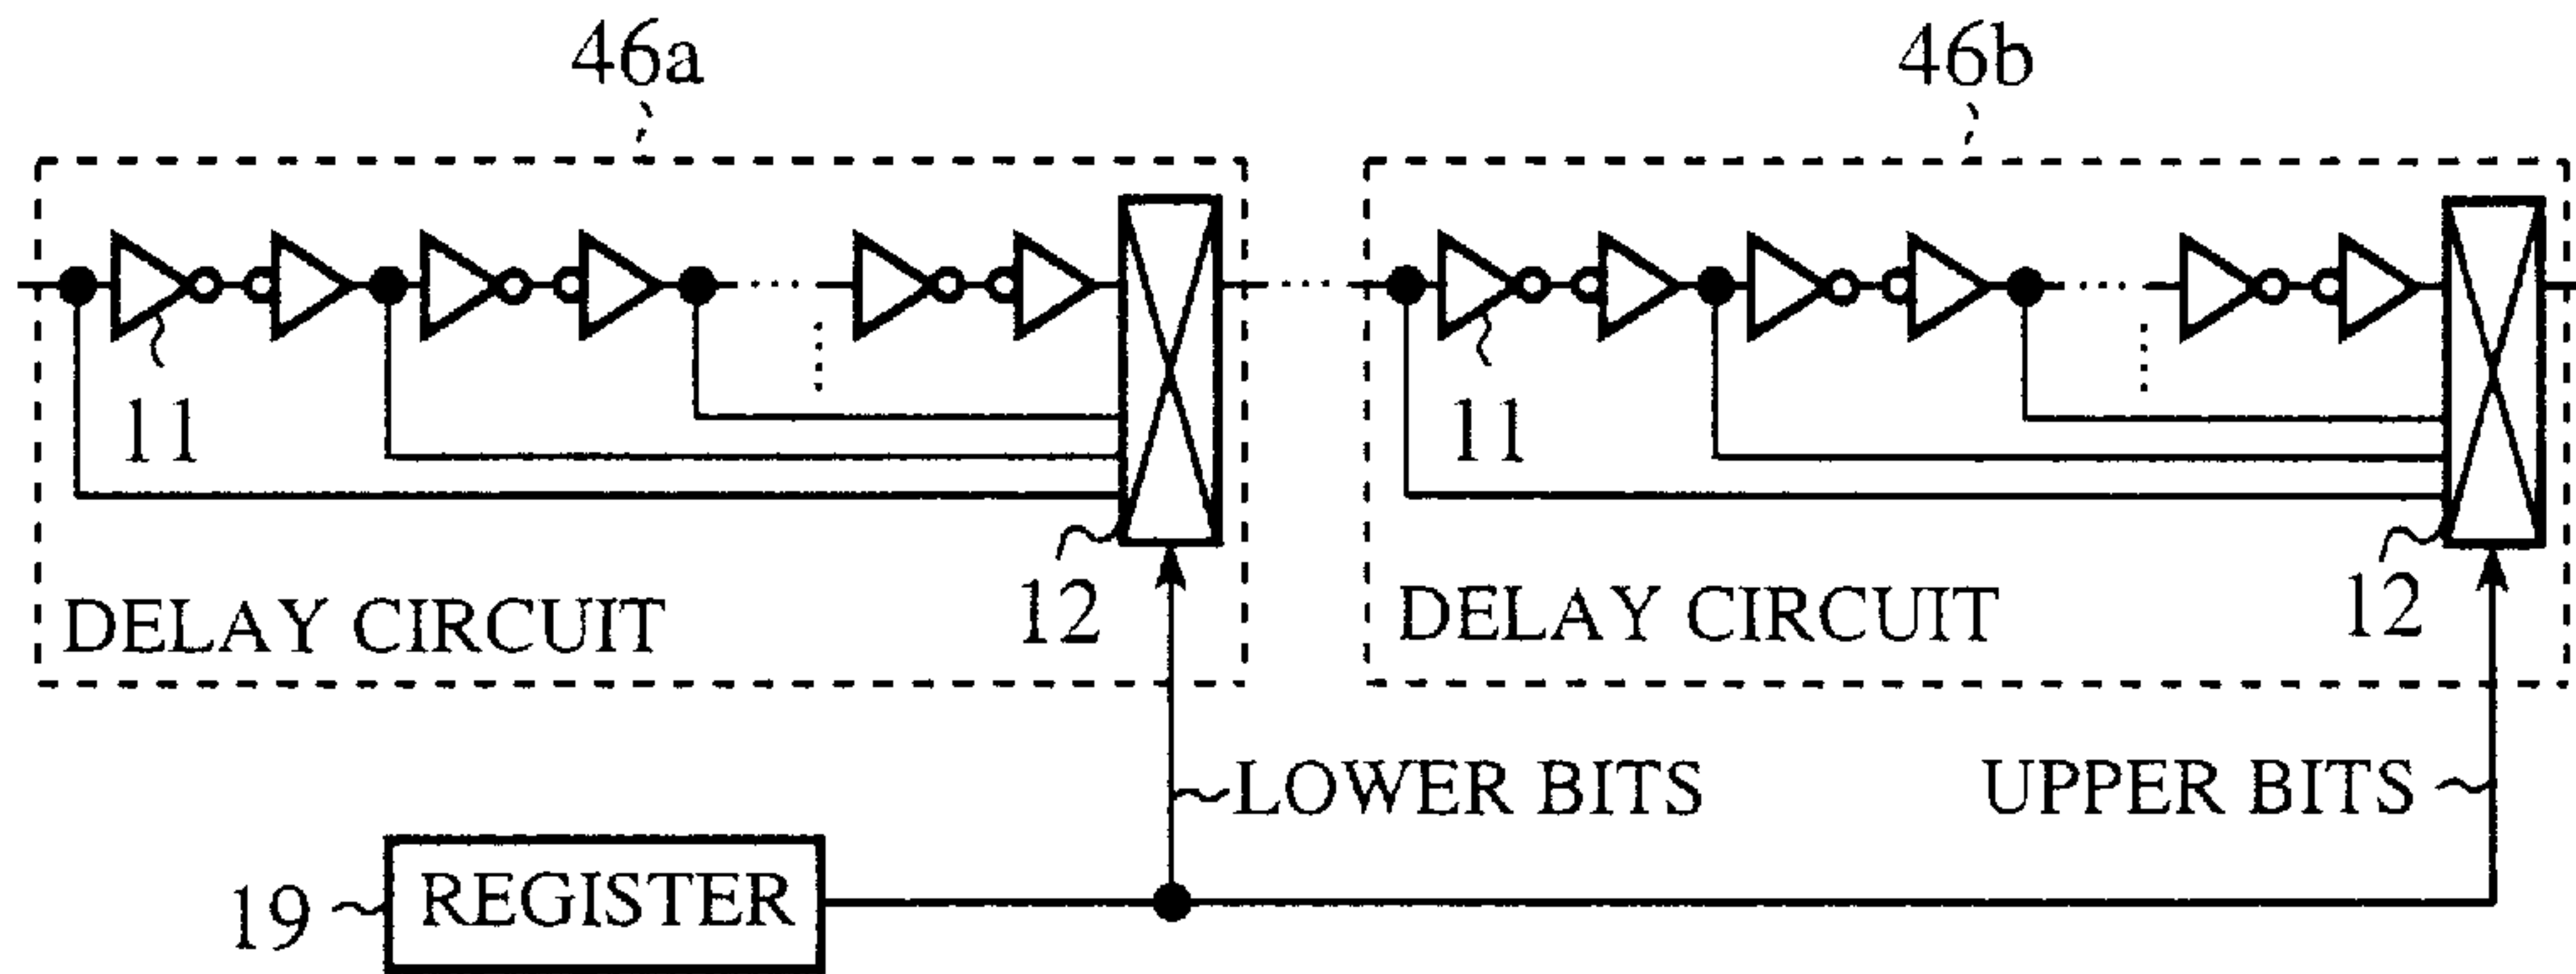 46a
46b
11
11
12
12
DELAY CIRCUIT
DELAY CIRCUIT
LOWER BITS
UPPER BITS
19
REGISTER